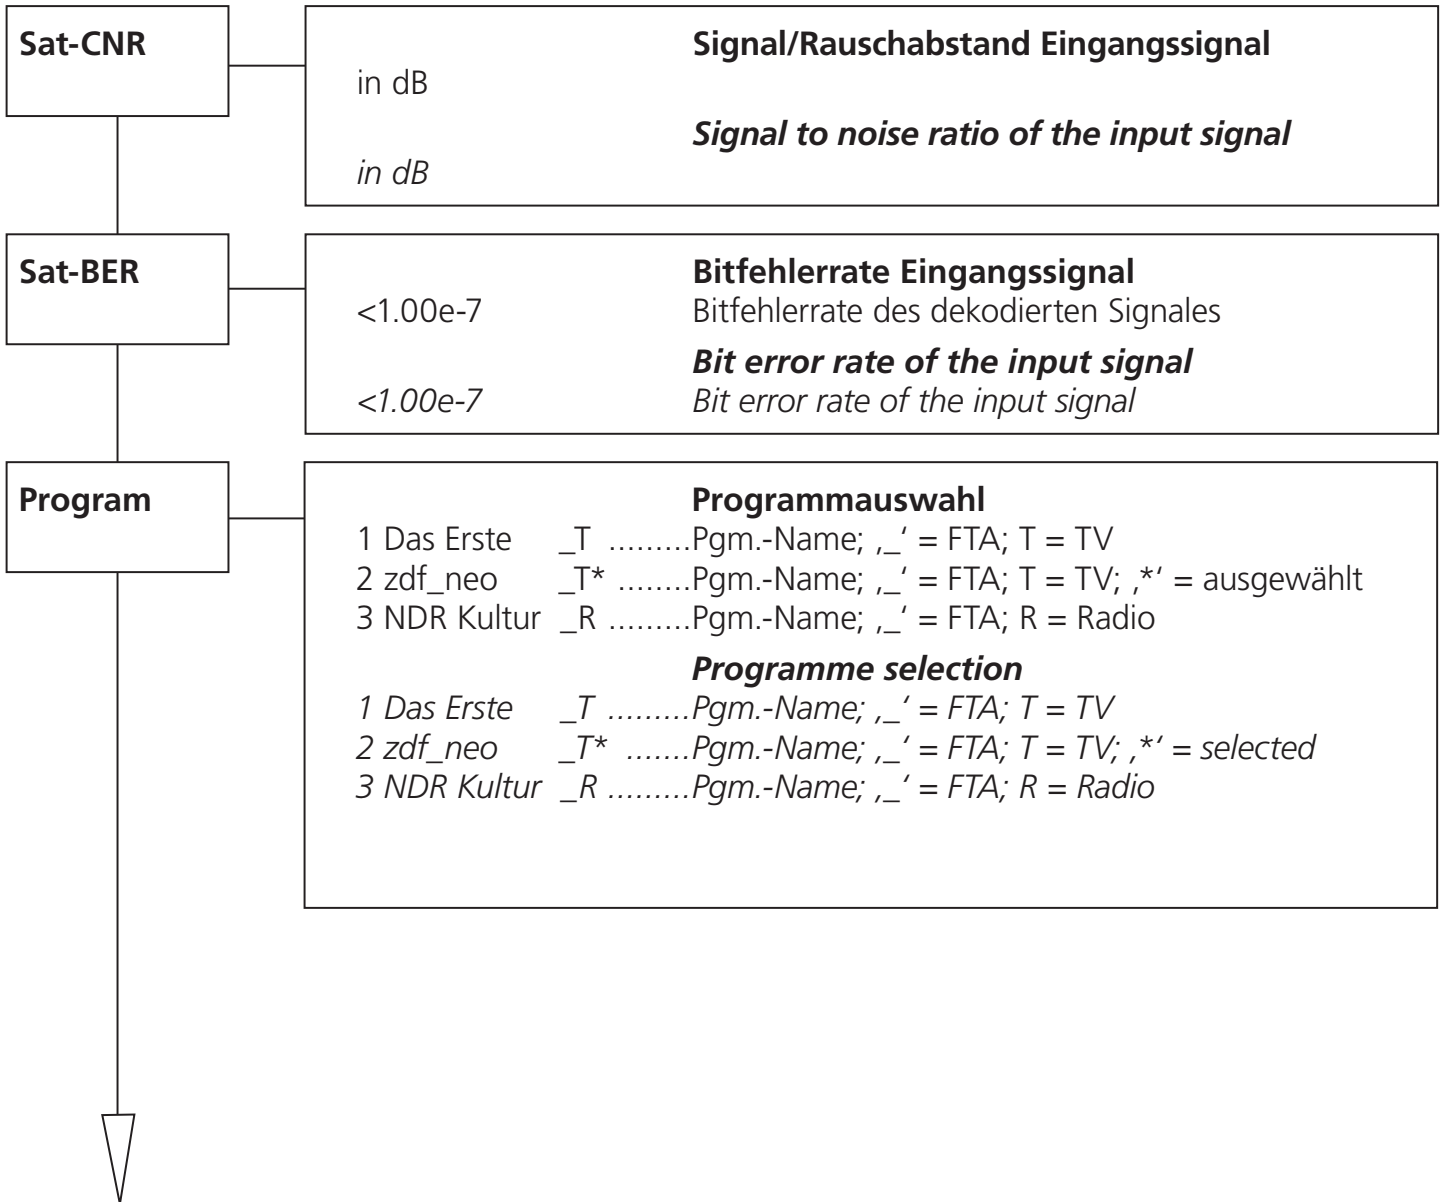 Sat-CNR
Signal/Rauschabstand Eingangssignal
in dB
Signal to noise ratio of the input signal
in dB
Sat-BER
Bitfehlerrate Eingangssignal
<1.00e-7 Bitfehlerrate des dekodierten Signales
Bit error rate of the input signal
<1.00e-7 Bit error rate of the input signal
Program
Programmauswahl
1 Das Erste _T .........Pgm.-Name; ‚_‘ = FTA; T = TV
2 zdf_neo _T* .......Pgm.-Name; ‚_‘ = FTA; T = TV; ‚*‘ = ausgewählt
3 NDR Kultur _R .........Pgm.-Name; ‚_‘ = FTA; R = Radio
Programme selection
1 Das Erste _T .........Pgm.-Name; ‚_‘ = FTA; T = TV
2 zdf_neo _T* .......Pgm.-Name; ‚_‘ = FTA; T = TV; ‚*‘ = selected
3 NDR Kultur _R .........Pgm.-Name; ‚_‘ = FTA; R = Radio